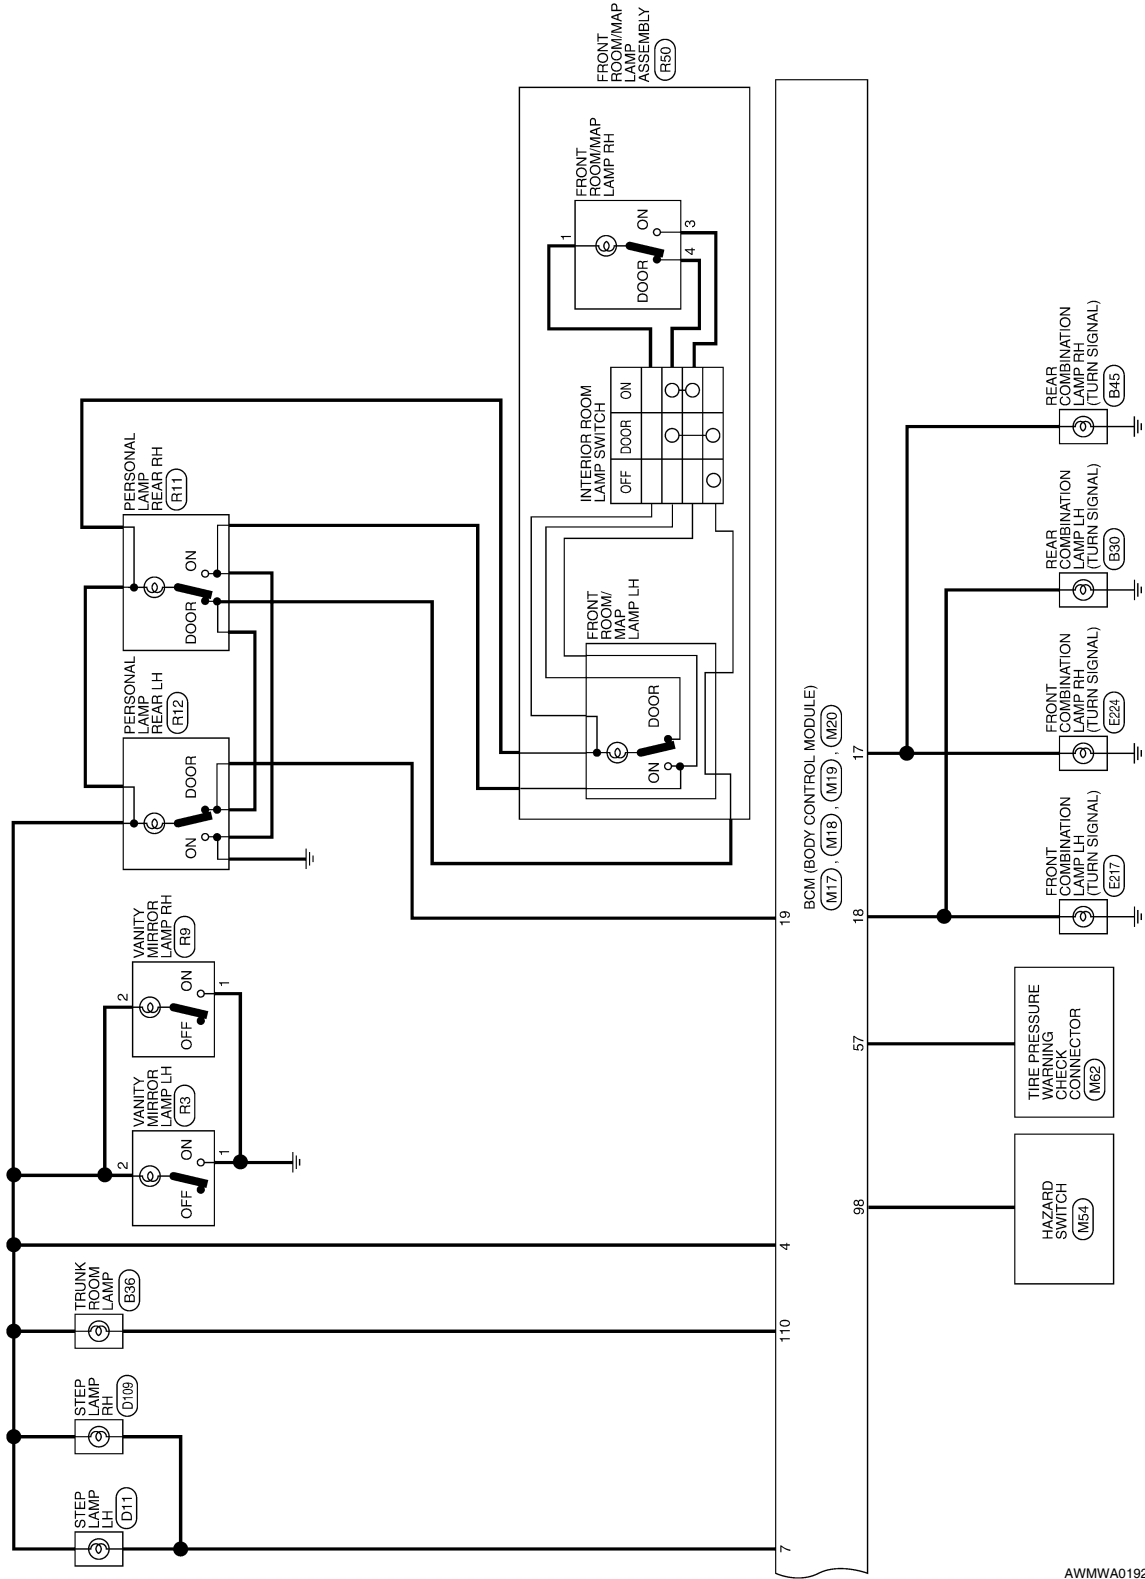 STEP
LAMP
LH
D11
STEP
LAMP
RH
D109
TRUNK
ROOM
LAMP
B36
VANITY
MIRROR
LAMP LH
R3
2
OFF
ON
1
VANITY
MIRROR
LAMP RH
R9
2
OFF
ON
1
PERSONAL
LAMP
REAR LH
R12
ON
DOOR
PERSONAL
LAMP
REAR RH
R11
DOOR
ON
FRONT
ROOM/MAP
LAMP
ASSEMBLY
R50
FRONT
ROOM/
MAP
LAMP LH
ON
DOOR
INTERIOR ROOM
LAMP SWITCH
OFF
DOOR
ON
FRONT
ROOM/MAP
LAMP RH
1
DOOR
ON
4
3
7
110
4
19
BCM (BODY CONTROL MODULE)
M17 , M18 , M19 , M20
98
57
18
17
HAZARD
SWITCH
M54
TIRE PRESSURE
WARNING
CHECK
CONNECTOR
M62
FRONT
COMBINATION
LAMP LH
(TURN SIGNAL)
E217
FRONT
COMBINATION
LAMP RH
(TURN SIGNAL)
E224
REAR
COMBINATION
LAMP LH
(TURN SIGNAL)
B30
REAR
COMBINATION
LAMP RH
(TURN SIGNAL)
B45
AWMWA0192